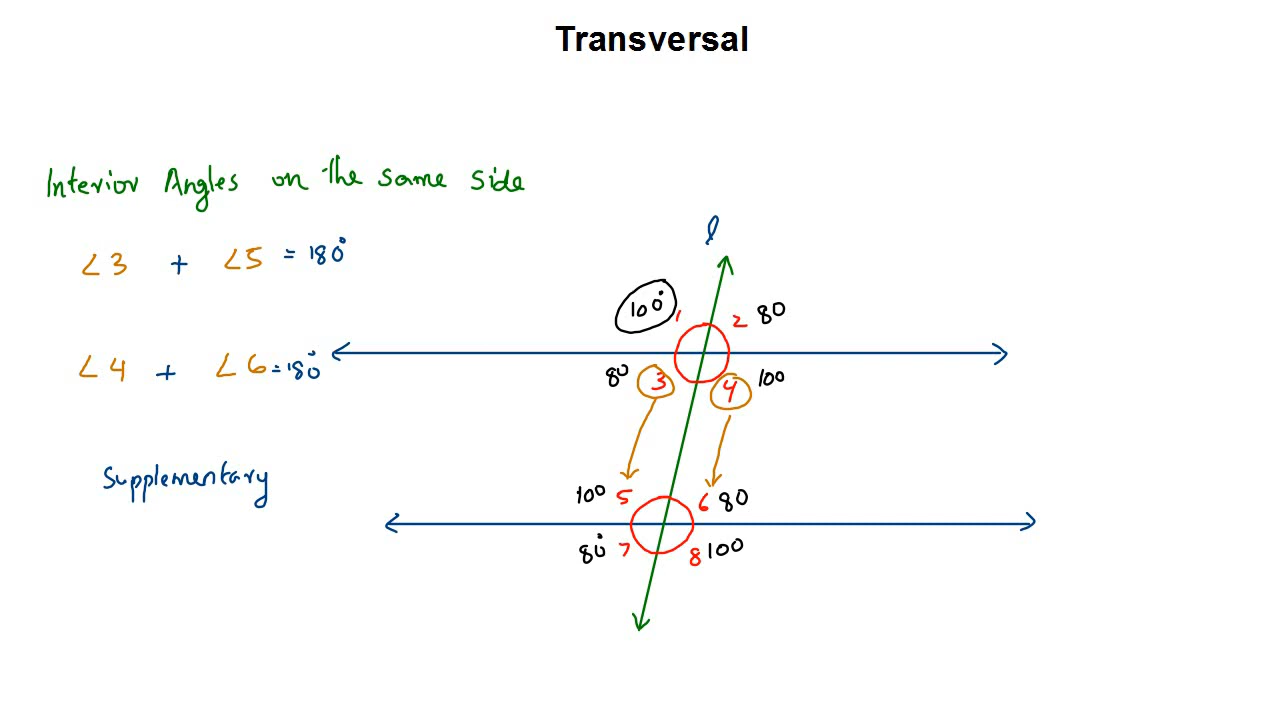 Transversal
Interior Angles on the same side
∠3 + ∠5 = 180°
∠4 + ∠6 = 180°
Supplementary
l
100° 1 2 80
80 3 4 100
100 5 6 80
80° 7 8 100